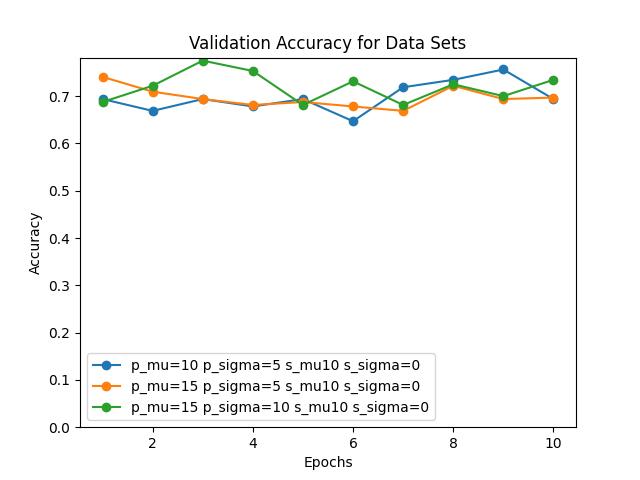 Validation Accuracy for Data Sets
Accuracy
0.7
0.6
0.5
0.4
0.3
0.2
0.1
0.0
p_mu=10 p_sigma=5 s_mu10 s_sigma=0
p_mu=15 p_sigma=5 s_mu10 s_sigma=0
p_mu=15 p_sigma=10 s_mu10 s_sigma=0
2 4 6 8 10
Epochs